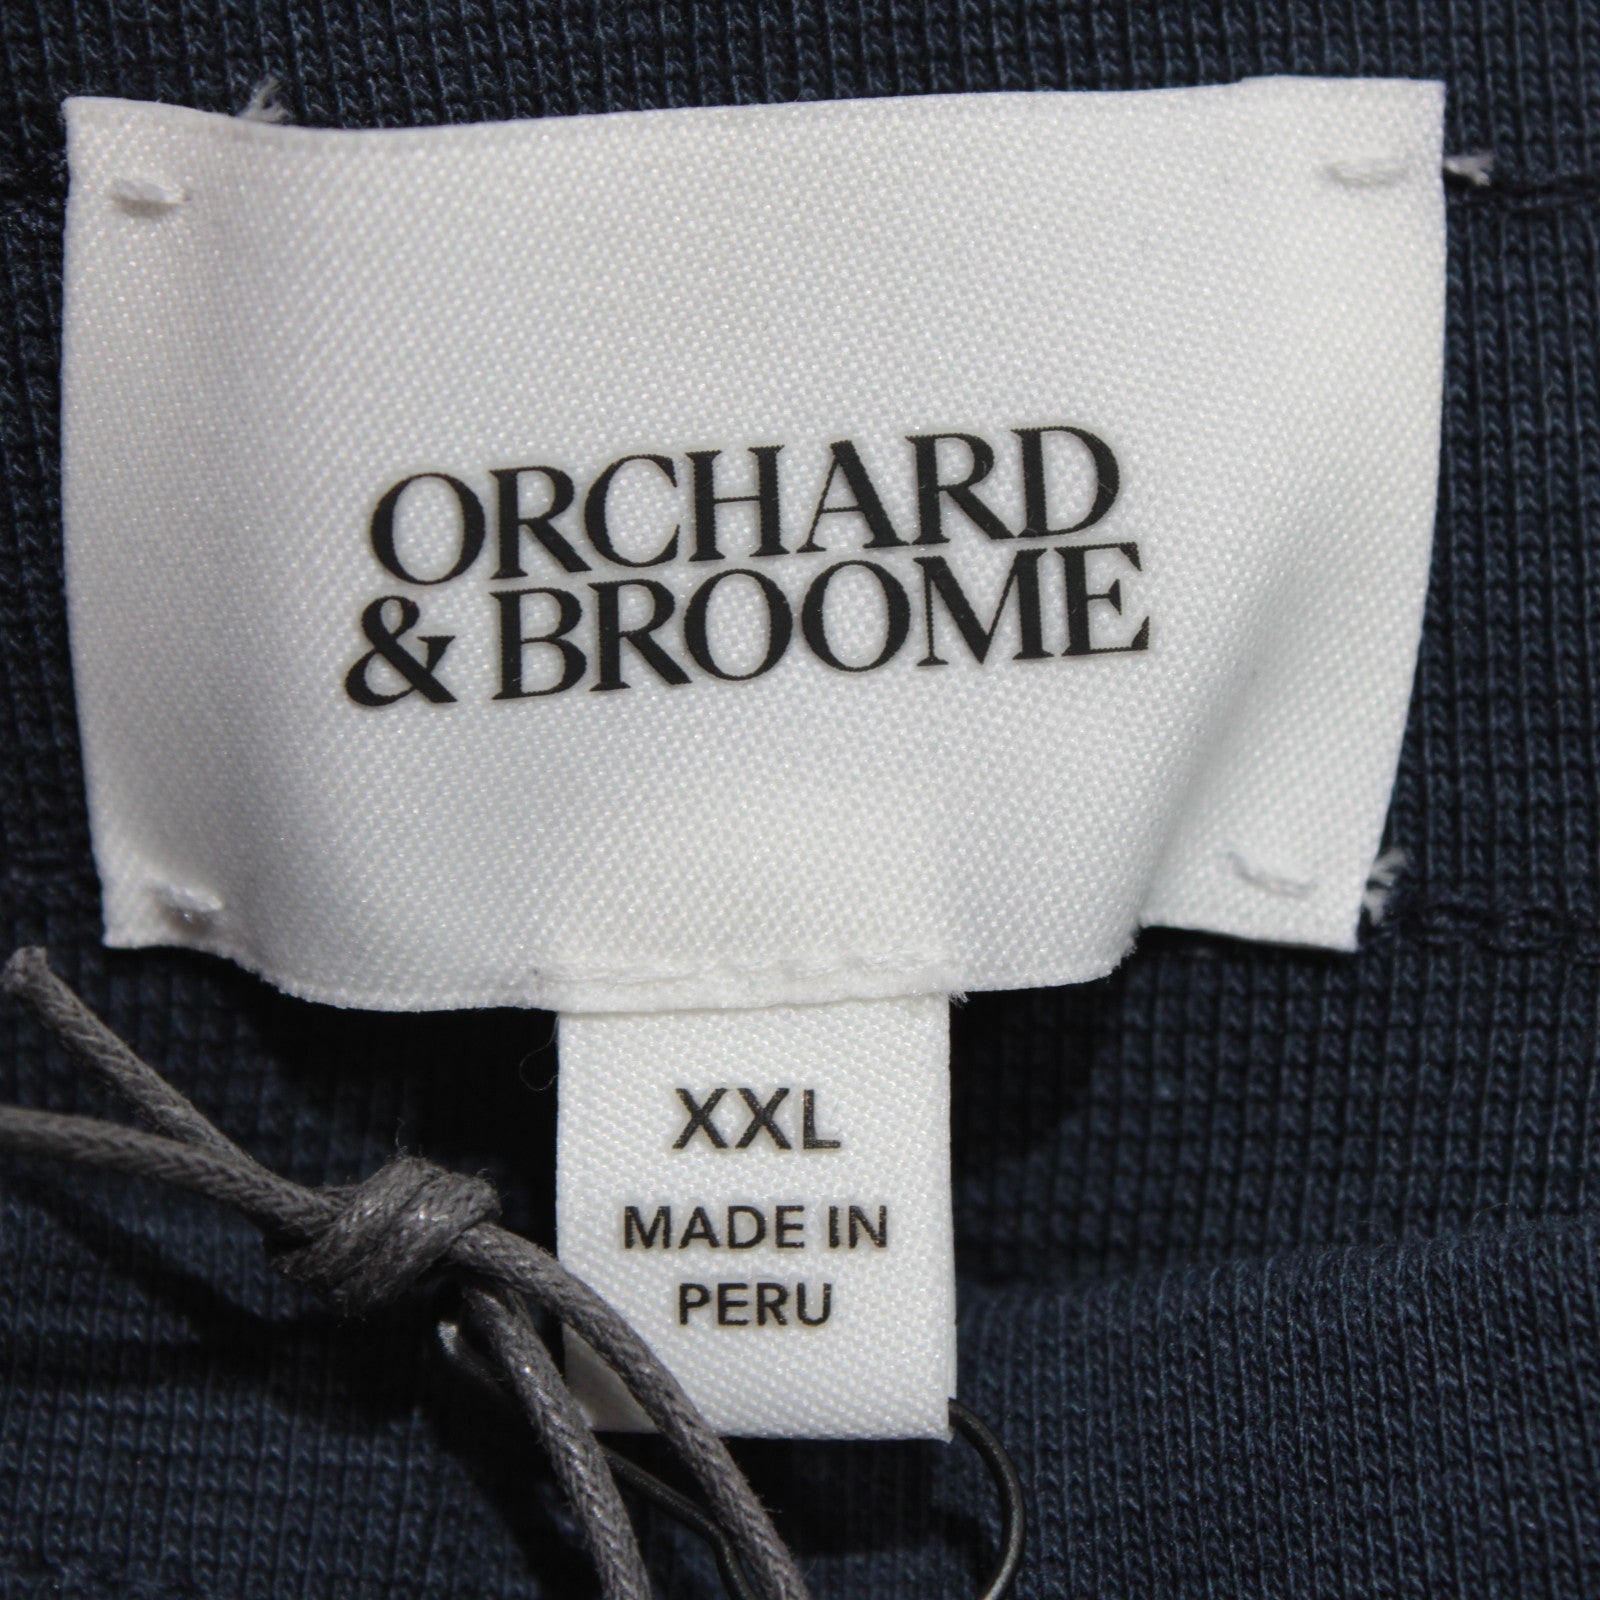 ORCHARD
& BROOME
XXL
MADE IN
PERU